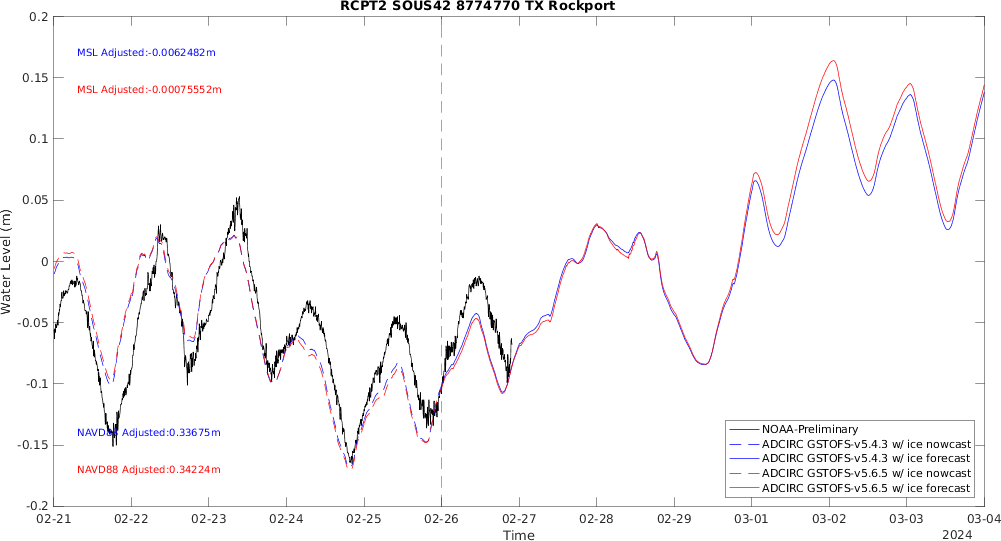 RCPT2 SOUS42 8774770 TX Rockport
0.2
0.15
0.1
0.05
0
-0.05
-0.1
-0.15
-0.2
Water Level (m)
MSL Adjusted:-0.0062482m
MSL Adjusted:-0.00075552m
NAVD88 Adjusted:0.33675m
NAVD88 Adjusted:0.34224m
NOAA-Preliminary
ADCIRC GSTOFS-v5.4.3 w/ ice nowcast
ADCIRC GSTOFS-v5.4.3 w/ ice forecast
ADCIRC GSTOFS-v5.6.5 w/ ice nowcast
ADCIRC GSTOFS-v5.6.5 w/ ice forecast
02-21 02-22 02-23 02-24 02-25 02-26 02-27 02-28 02-29 03-01 03-02 03-03 03-04
Time
2024